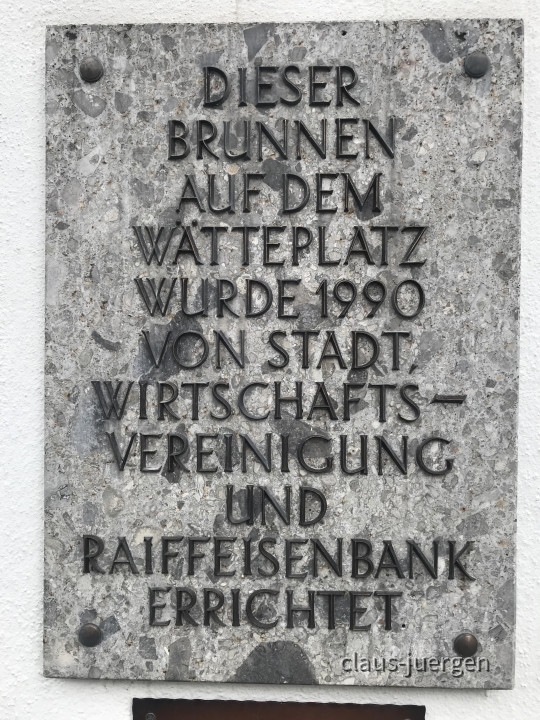 DIESER
BRUNNEN
AUF DEM
WÄTTEPLATZ
WURDE 1990
VON STADT,
WIRTSCHAFTS–
VEREINIGUNG
UND
RAIFFEISENBANK
ERRICHTET.
claus-juergen